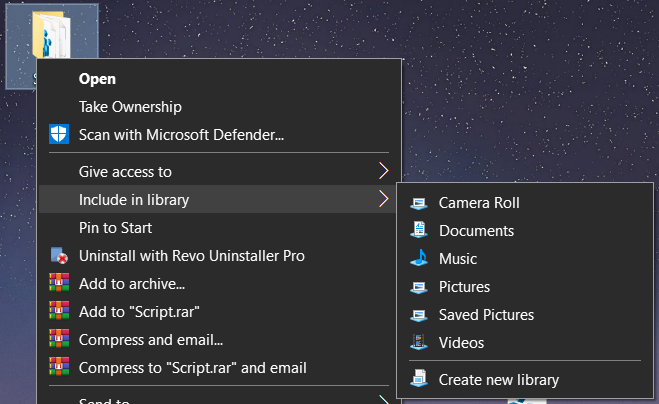 Open
Take Ownership
Scan with Microsoft Defender...
Give access to
Include in library
Pin to Start
Uninstall with Revo Uninstaller Pro
Add to archive...
Add to "Script.rar"
Compress and email...
Compress to "Script.rar" and email
Send to
Camera Roll
Documents
Music
Pictures
Saved Pictures
Videos
Create new library